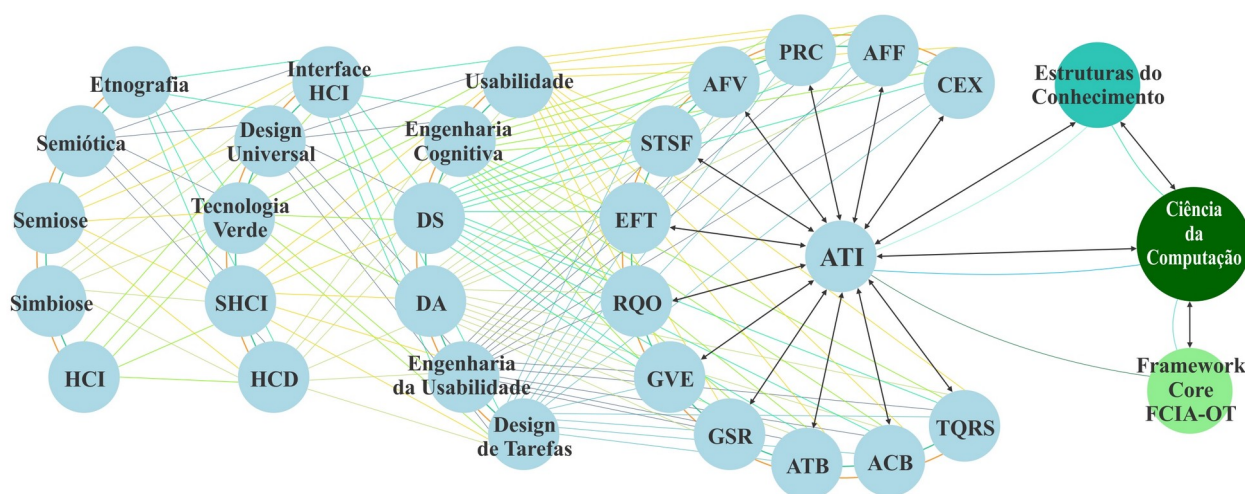 Etnografia
Semiótica
Semiose
Simbiose
HCI
Interface
HCI
Design
Universal
Tecnologia
Verde
SHCI
HCD
Usabilidade
Engenharia
Cognitiva
DS
DA
Engenharia
da Usabilidade
Design
de Tarefas
PRC
AFF
AFV
CEX
STSF
EFT
RQO
GVE
GSR
ATB
ACB
TQRS
ATI
Estruturas do
Conhecimento
Ciência
da
Computação
Framework
Core
FCIA-OT